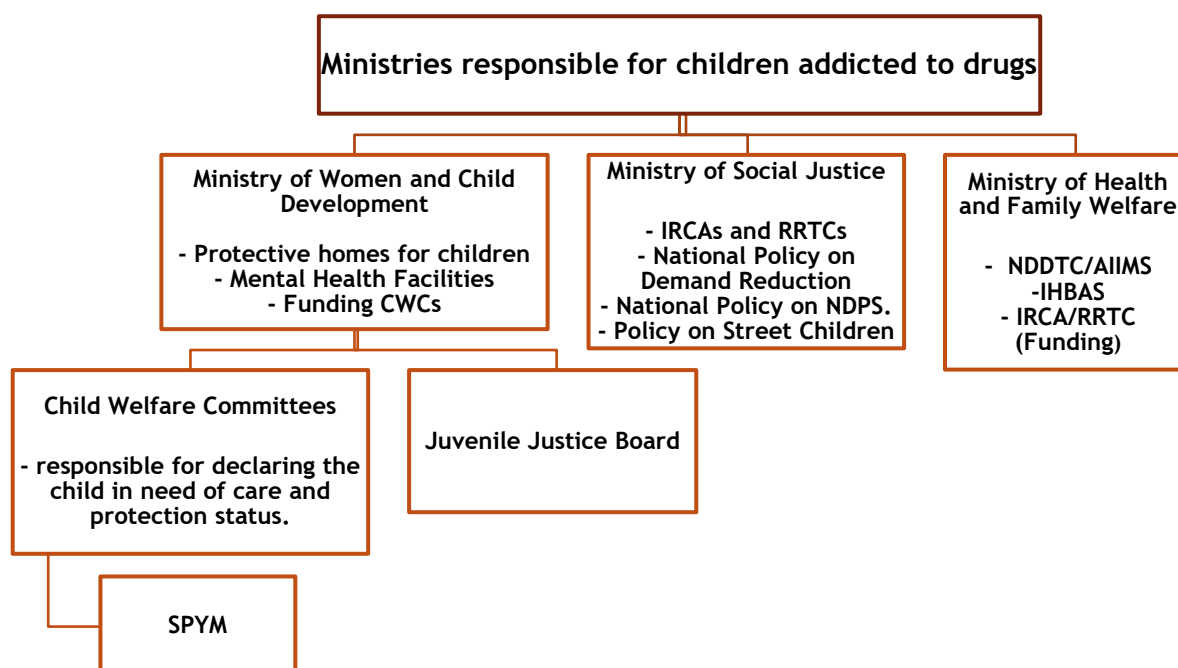 Ministries responsible for children addicted to drugs
Ministry of Women and Child
Development
- Protective homes for children
- Mental Health Facilities
- Funding CWCs
Ministry of Social Justice
- IRCAs and RRTCs
- National Policy on
Demand Reduction
- National Policy on NDPS.
- Policy on Street Children
Ministry of Health
and Family Welfare
- NDDTC/AIIMS
-IHBAS
- IRCA/RRTC
(Funding)
Child Welfare Committees
- responsible for declaring the
child in need of care and
protection status.
Juvenile Justice Board
SPYM